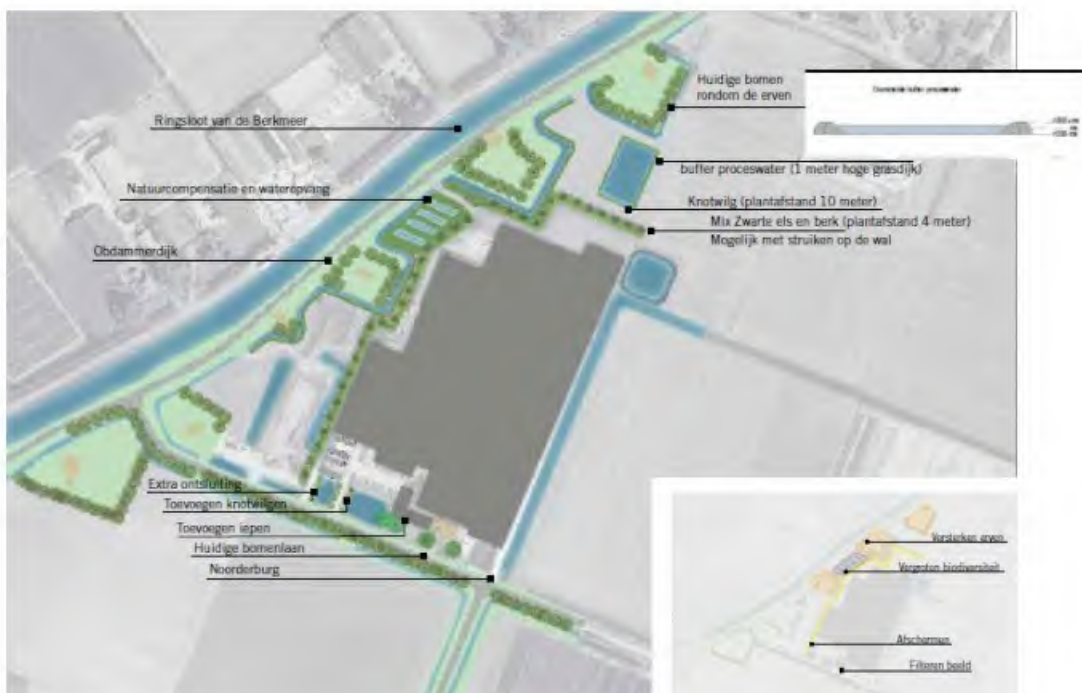 Huidige bomen
rondom de erven
Ringsloot van de Berkmeer
buffer proceswater (1 meter hoge grasdijk)
Natuurcompensatie en wateropvang
Knotwilg (plantafstand 10 meter)
Mix Zwarte els en berk (plantafstand 4 meter)
Mogelijk met struiken op de wal
Obdammerdijk
Extra ontsluiting
Toevoegen knotwilgen
Toevoegen iepen
Huidige bomenlaan
Noorderburg
Versterken erven
Vergroten biodiversiteit
Afschermen
Filteren beeld